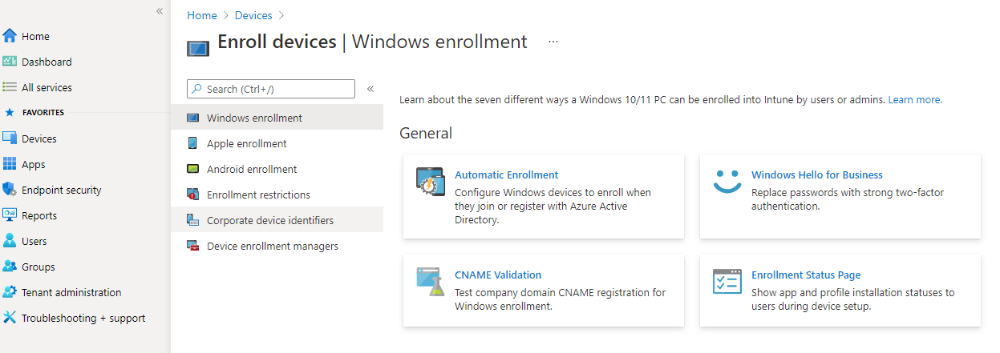 «
Home
Dashboard
All services
FAVORITES
Devices
Apps
Endpoint security
Reports
Users
Groups
Tenant administration
Troubleshooting + support
Home > Devices >
Enroll devices | Windows enrollment ...
Search (Ctrl+/) «
Windows enrollment
Apple enrollment
Android enrollment
Enrollment restrictions
Corporate device identifiers
Device enrollment managers
Learn about the seven different ways a Windows 10/11 PC can be enrolled into Intune by users or admins. Learn more.
General
Automatic Enrollment
Configure Windows devices to enroll when
they join or register with Azure Active
Directory.
Windows Hello for Business
Replace passwords with strong two-factor
authentication.
CNAME Validation
Test company domain CNAME registration for
Windows enrollment.
Enrollment Status Page
Show app and profile installation statuses to
users during device setup.